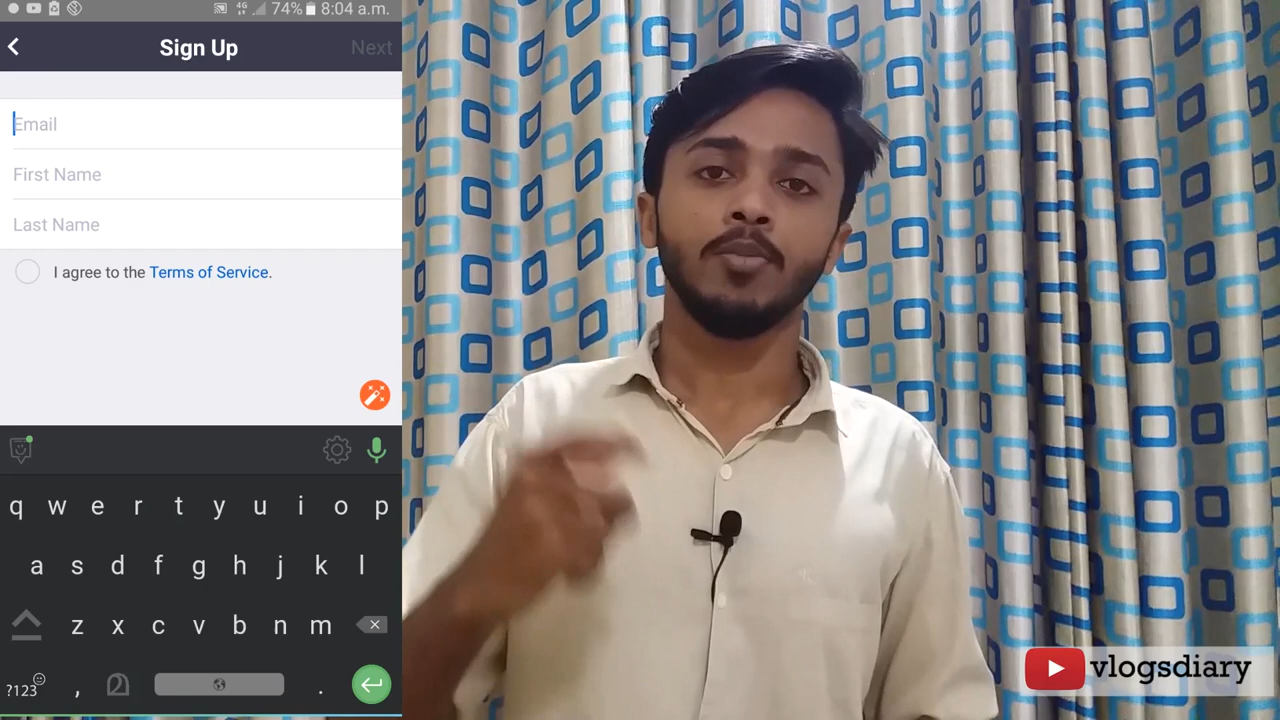 4G 74% 8:04 a.m.
Sign Up Next
Email
First Name
Last Name
I agree to the Terms of Service.
q w e r t y u i o p
a s d f g h j k l
z x c v b n m
?123 , മ .
vlogsdiary